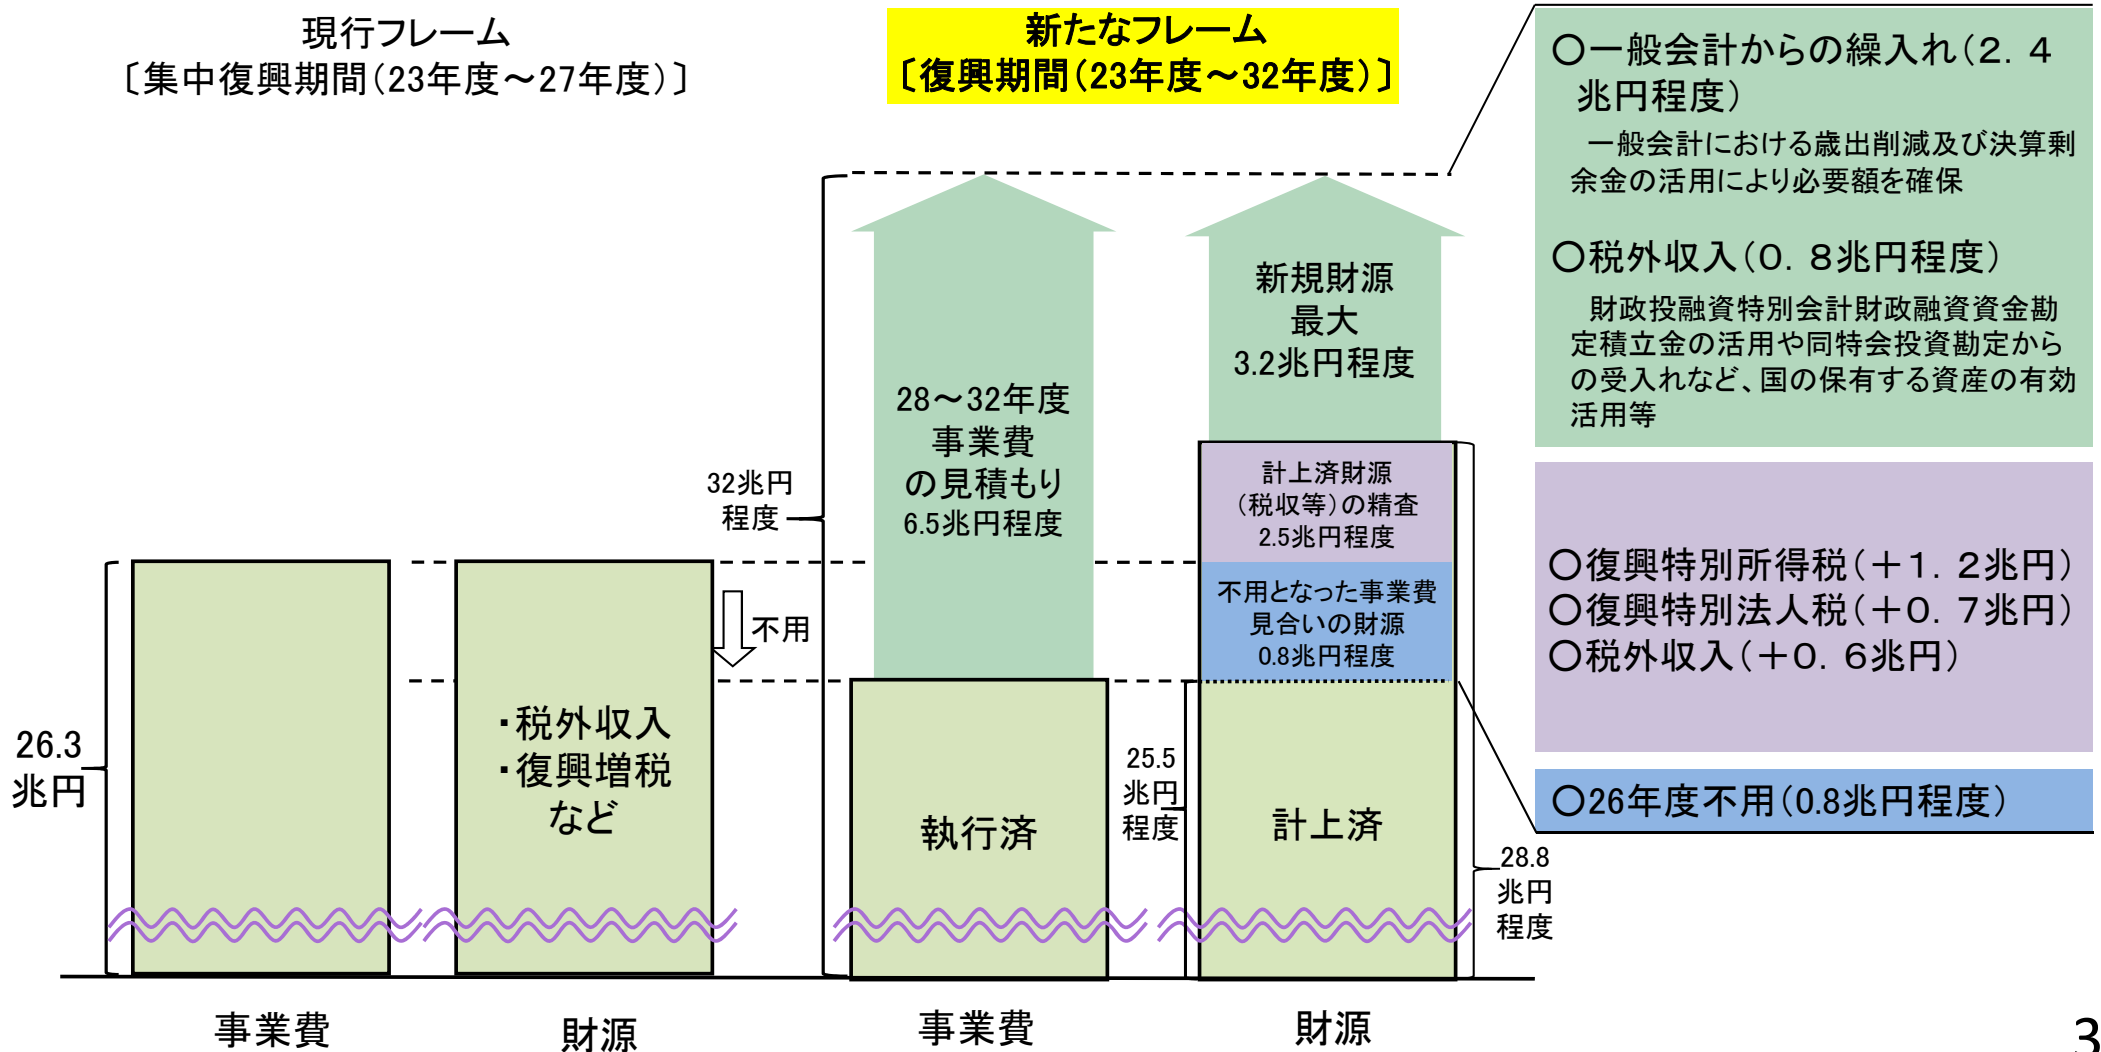 現行フレーム
〔集中復興期間(23年度～27年度)〕
新たなフレーム
〔復興期間(23年度～32年度)〕
26.3
兆円
・税外収入
・復興増税
など
不用
32兆円
程度
28～32年度
事業費
の見積もり
6.5兆円程度
執行済
新規財源
最大
3.2兆円程度
計上済財源
(税収等)の精査
2.5兆円程度
不用となった事業費
見合いの財源
0.8兆円程度
25.5
兆円
程度
計上済
28.8
兆円
程度
事業費
財源
事業費
財源
〇一般会計からの繰入れ(2．4
兆円程度)
一般会計における歳出削減及び決算剰
余金の活用により必要額を確保
〇税外収入(0．8兆円程度)
財政投融資特別会計財政融資資金勘
定積立金の活用や同特会投資勘定から
の受入れなど、国の保有する資産の有効
活用等
〇復興特別所得税(＋1．2兆円)
〇復興特別法人税(＋0．7兆円)
〇税外収入(＋0．6兆円)
〇26年度不用(0.8兆円程度)
3